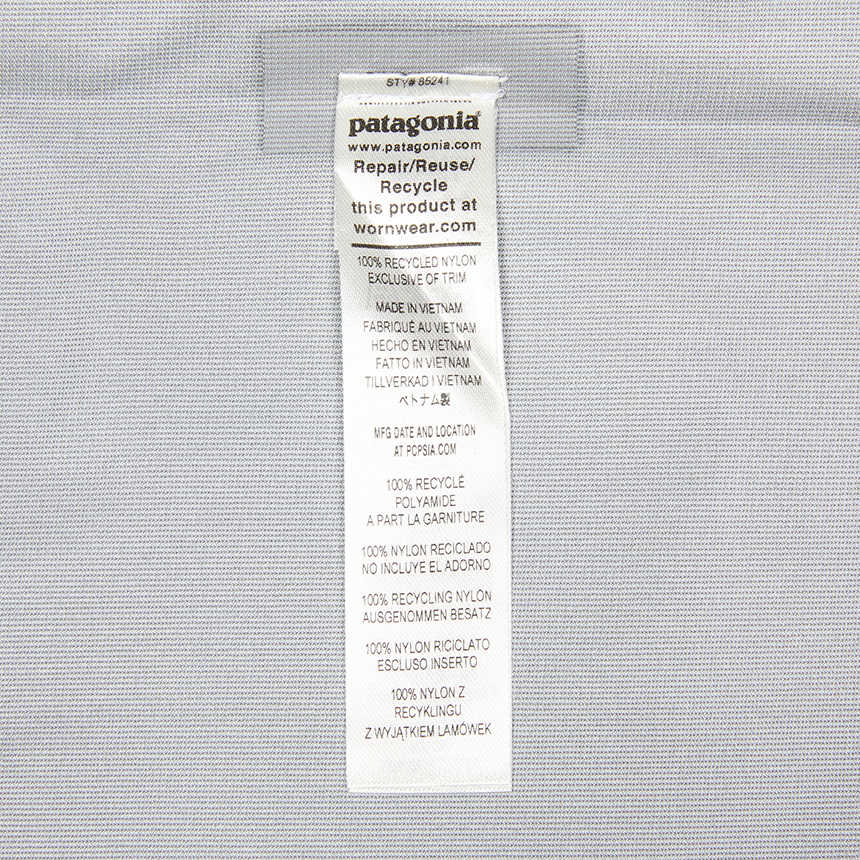 STY# 85241
patagonia®
www.patagonia.com
Repair/Reuse/
Recycle
this product at
wornwear.com
100% RECYCLED NYLON
EXCLUSIVE OF TRIM
MADE IN VIETNAM
FABRIQUÉ AU VIETNAM
HECHO EN VIETNAM
FATTO IN VIETNAM
TILLVERKAD I VIETNAM
ベトナム製
MFG DATE AND LOCATION
AT PCPSIA.COM
100% RECYCLÉ
POLYAMIDE
A PART LA GARNITURE
100% NYLON RECICLADO
NO INCLUYE EL ADORNO
100% RECYCLING NYLON
AUSGENOMMEN BESATZ
100% NYLON RICICLATO
ESCLUSO INSERTO
100% NYLON Z
RECYKLINGU
Z WYJĄTKIEM LAMÓWEK